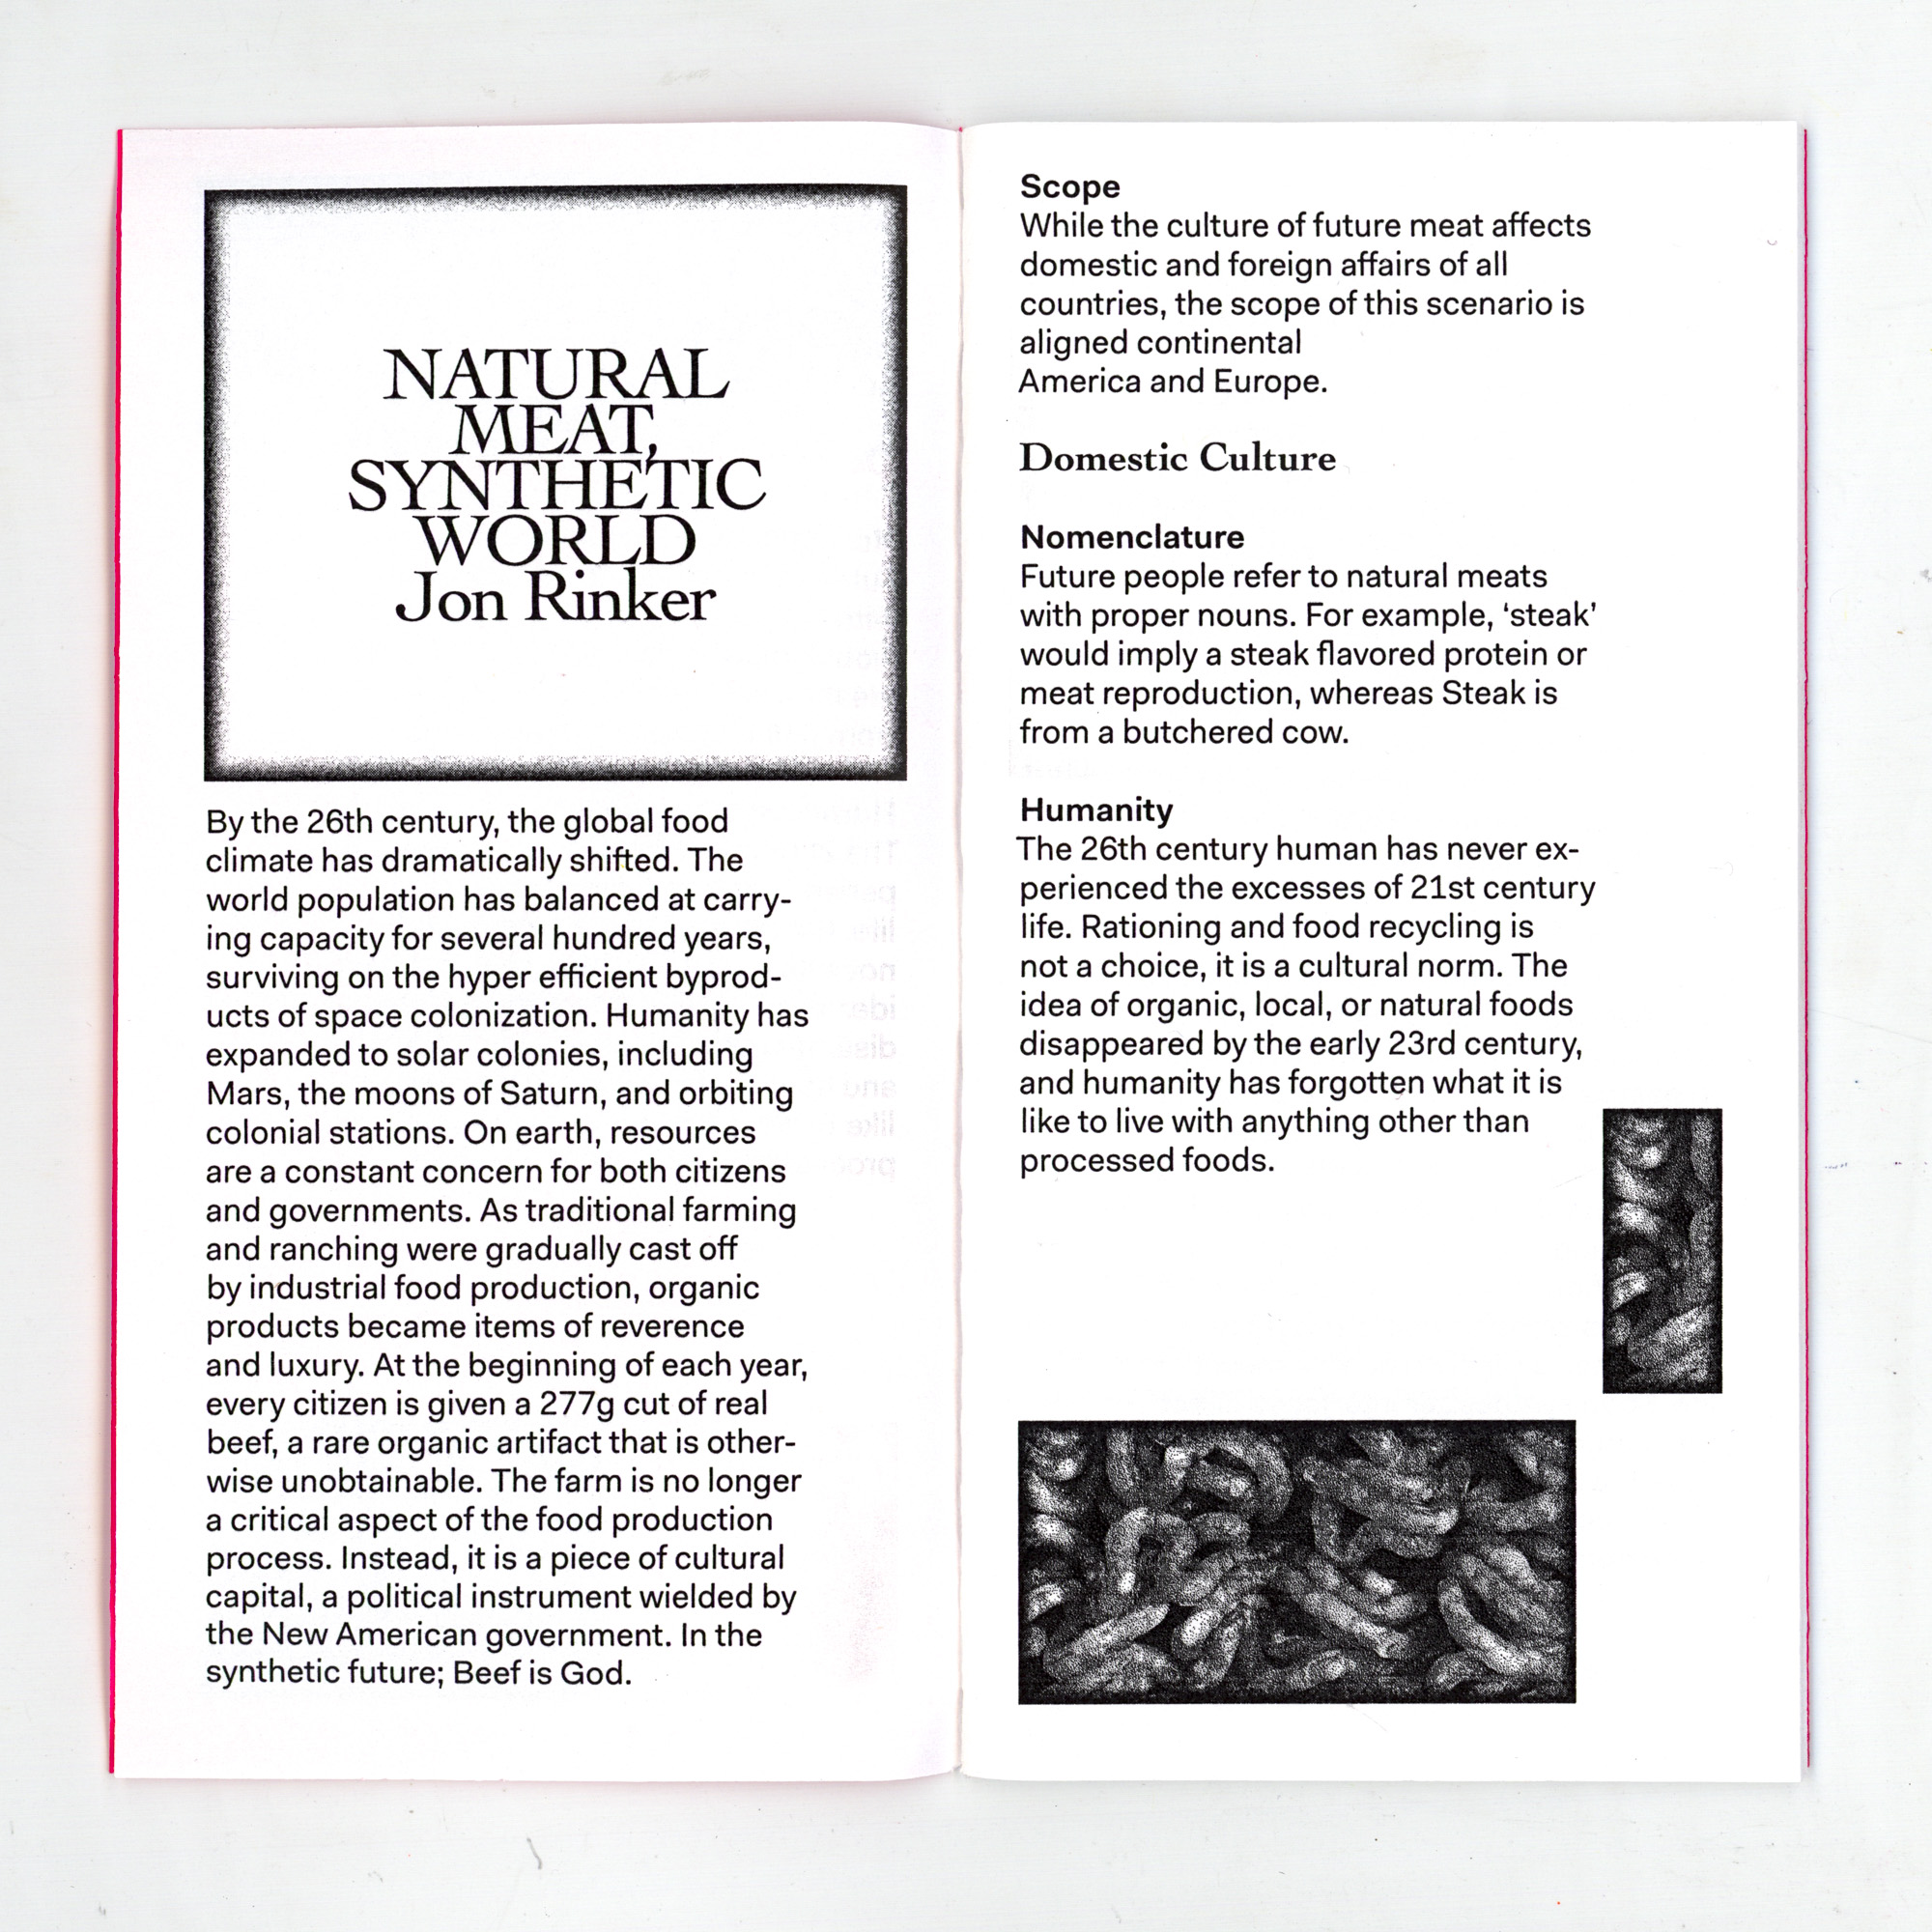 NATURAL
MEAT,
SYNTHETIC
WORLD
Jon Rinker
By the 26th century, the global food
climate has dramatically shifted. The
world population has balanced at carry-
ing capacity for several hundred years,
surviving on the hyper efficient byprod-
ucts of space colonization. Humanity has
expanded to solar colonies, including
Mars, the moons of Saturn, and orbiting
colonial stations. On earth, resources
are a constant concern for both citizens
and governments. As traditional farming
and ranching were gradually cast off
by industrial food production, organic
products became items of reverence
and luxury. At the beginning of each year,
every citizen is given a 277g cut of real
beef, a rare organic artifact that is other-
wise unobtainable. The farm is no longer
a critical aspect of the food production
process. Instead, it is a piece of cultural
capital, a political instrument wielded by
the New American government. In the
synthetic future; Beef is God.
Scope
While the culture of future meat affects
domestic and foreign affairs of all
countries, the scope of this scenario is
aligned continental
America and Europe.
Domestic Culture
Nomenclature
Future people refer to natural meats
with proper nouns. For example, ‘steak’
would imply a steak flavored protein or
meat reproduction, whereas Steak is
from a butchered cow.
Humanity
The 26th century human has never ex-
perienced the excesses of 21st century
life. Rationing and food recycling is
not a choice, it is a cultural norm. The
idea of organic, local, or natural foods
disappeared by the early 23rd century,
and humanity has forgotten what it is
like to live with anything other than
processed foods.